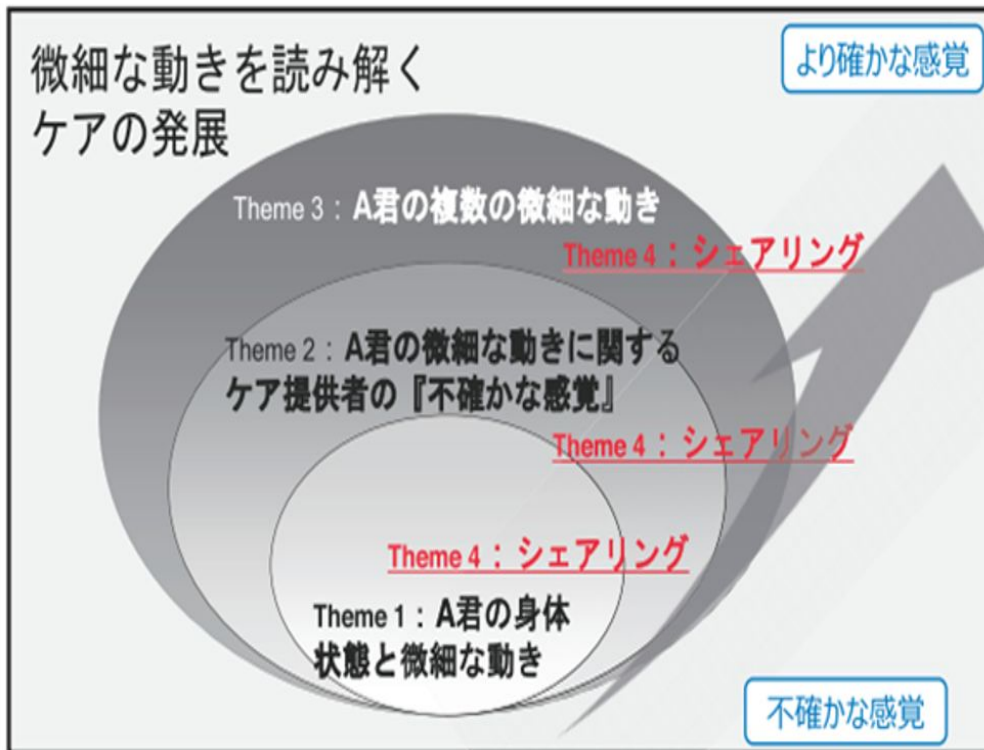 微細な動きを読み解く
ケアの発展
より確かな感覚
Theme 3：A君の複数の微細な動き
Theme 4：シェアリング
Theme 2：A君の微細な動きに関する
ケア提供者の『不確かな感覚』
Theme 4：シェアリング
Theme 4：シェアリング
Theme 1：A君の身体
状態と微細な動き
不確かな感覚